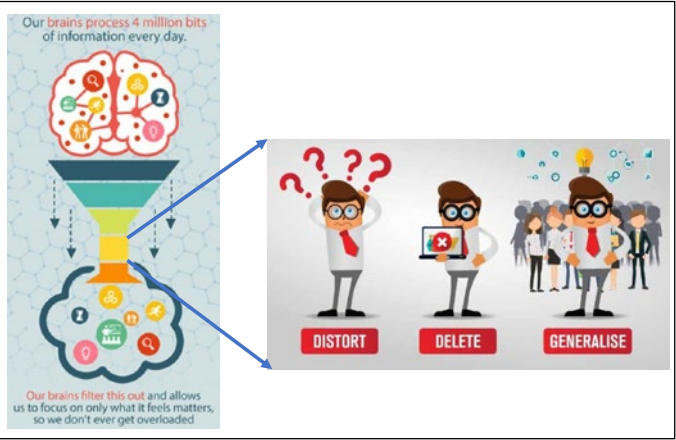 Our brains process 4 million bits
of information every day.
DISTORT
DELETE
GENERALISE
Our brains filter this out and allows
us to focus on only what it feels matters,
so we don't ever get overloaded